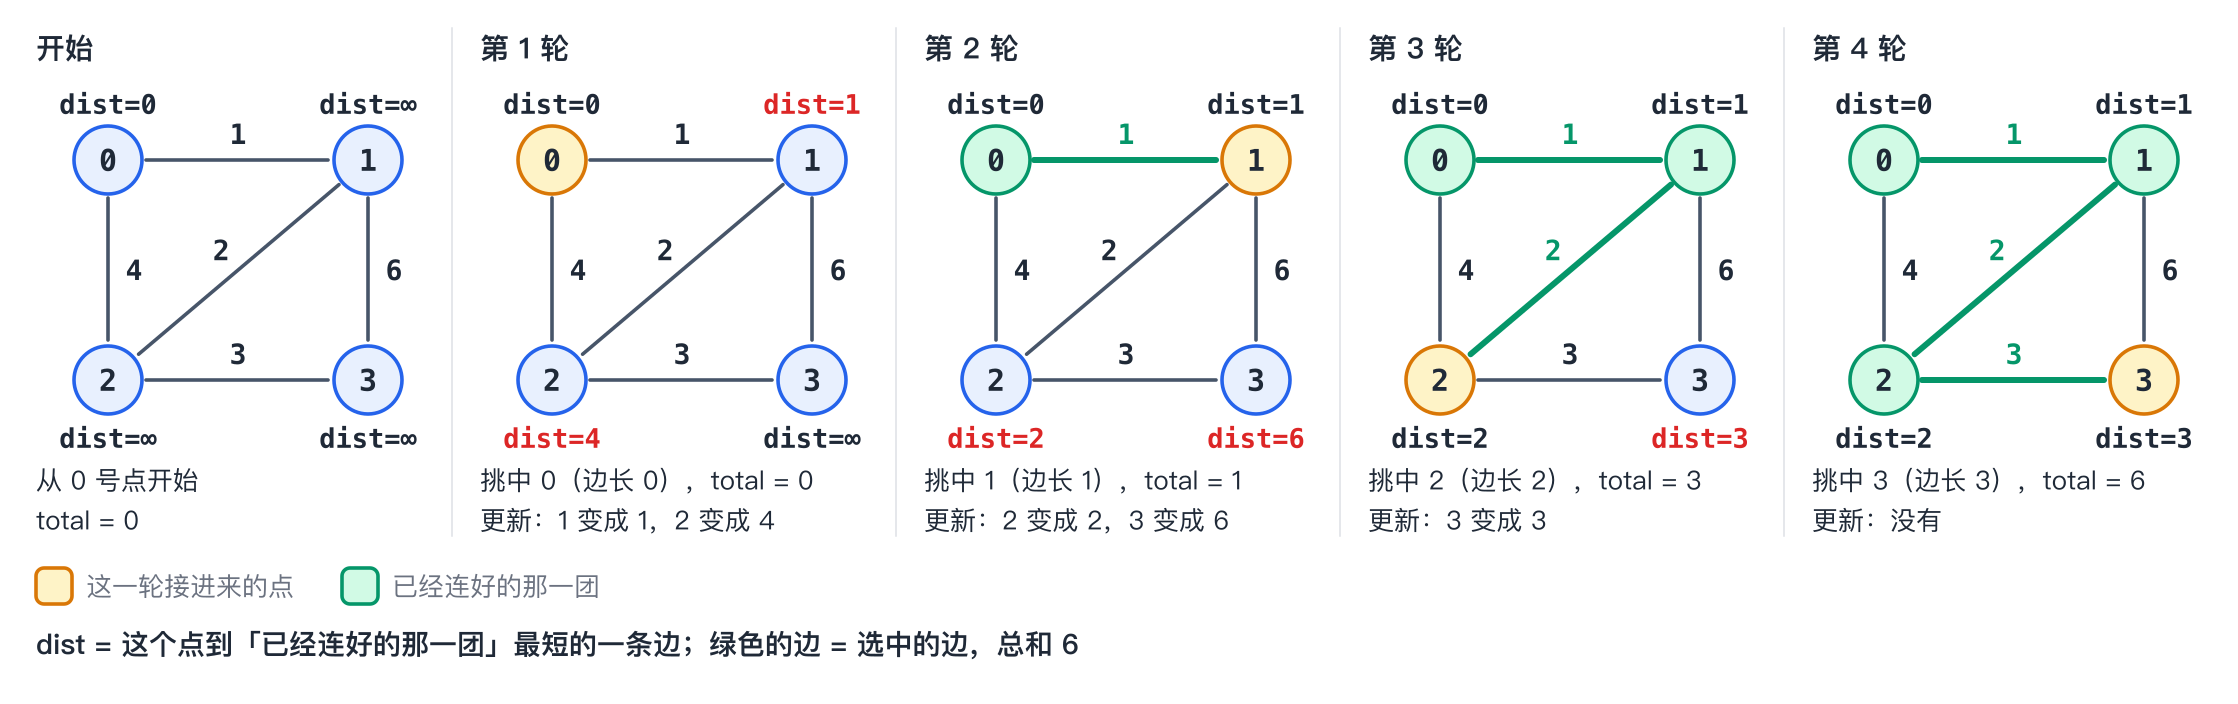 开始
dist=0 dist=∞
1
0 1
4 2 6
3
2 3
dist=∞ dist=∞
从 0 号点开始
total = 0
第 1 轮
dist=0 dist=1
1
0 1
4 2 6
3
2 3
dist=4 dist=∞
挑中 0（边长 0），total = 0
更新：1 变成 1，2 变成 4
第 2 轮
dist=0 dist=1
1
0 1
4 2 6
3
2 3
dist=2 dist=6
挑中 1（边长 1），total = 1
更新：2 变成 2，3 变成 6
第 3 轮
dist=0 dist=1
1
0 1
4 2 6
3
2 3
dist=2 dist=3
挑中 2（边长 2），total = 3
更新：3 变成 3
第 4 轮
dist=0 dist=1
1
0 1
4 2 6
3
2 3
dist=2 dist=3
挑中 3（边长 3），total = 6
更新：没有
这一轮接进来的点 已经连好的那一团
dist = 这个点到「已经连好的那一团」最短的一条边；绿色的边 = 选中的边，总和 6